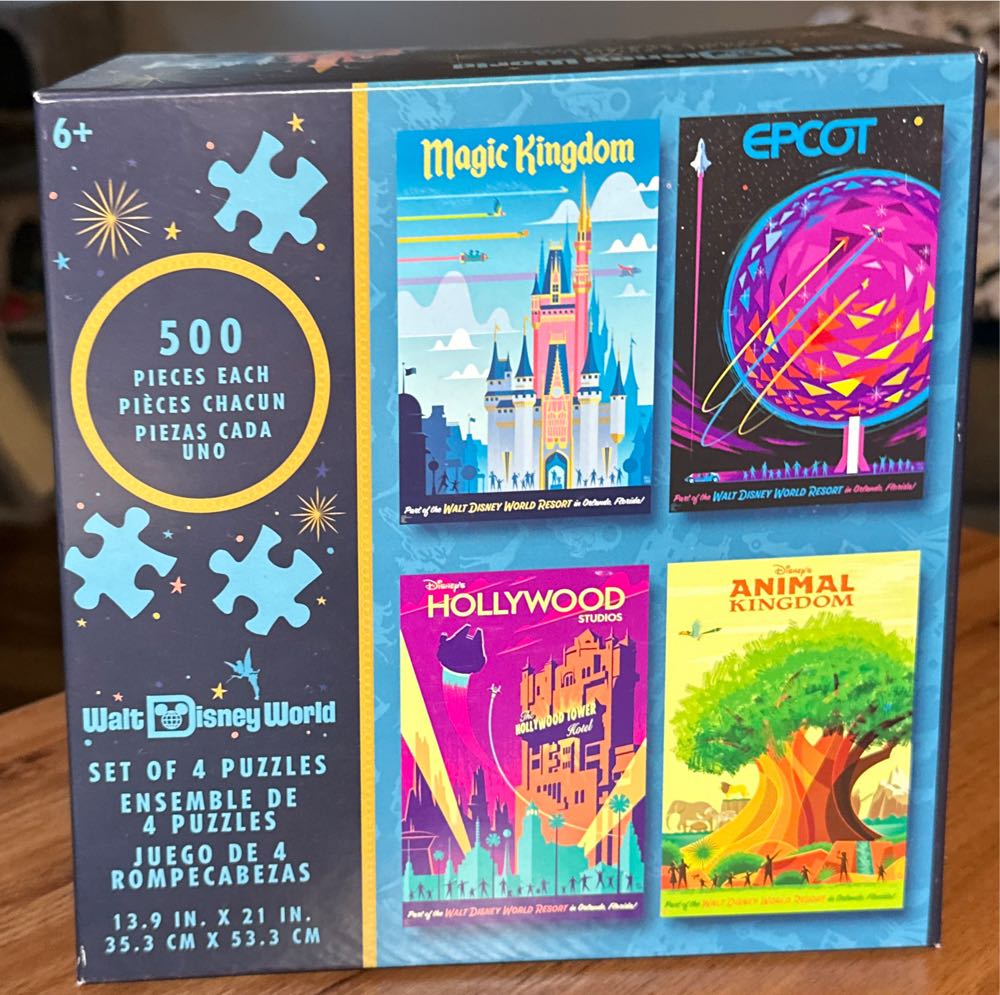 Walt Disney World
6+
500
PIECES EACH
PIÈCES CHACUN
PIEZAS CADA
UNO
Walt Disney World
SET OF 4 PUZZLES
ENSEMBLE DE
4 PUZZLES
JUEGO DE 4
ROMPECABEZAS
13.9 IN. X 21 IN.
35.3 CM X 53.3 CM
Magic Kingdom
Part of the WALT DISNEY WORLD RESORT in Orlando, Florida!
EPCOT
Part of the WALT DISNEY WORLD RESORT in Orlando, Florida!
Disney's
HOLLYWOOD
STUDIOS
The
HOLLYWOOD TOWER
Hotel
Part of the WALT DISNEY WORLD RESORT in Orlando, Florida!
Disney's
ANIMAL
KINGDOM
Part of the WALT DISNEY WORLD RESORT in Orlando, Florida!